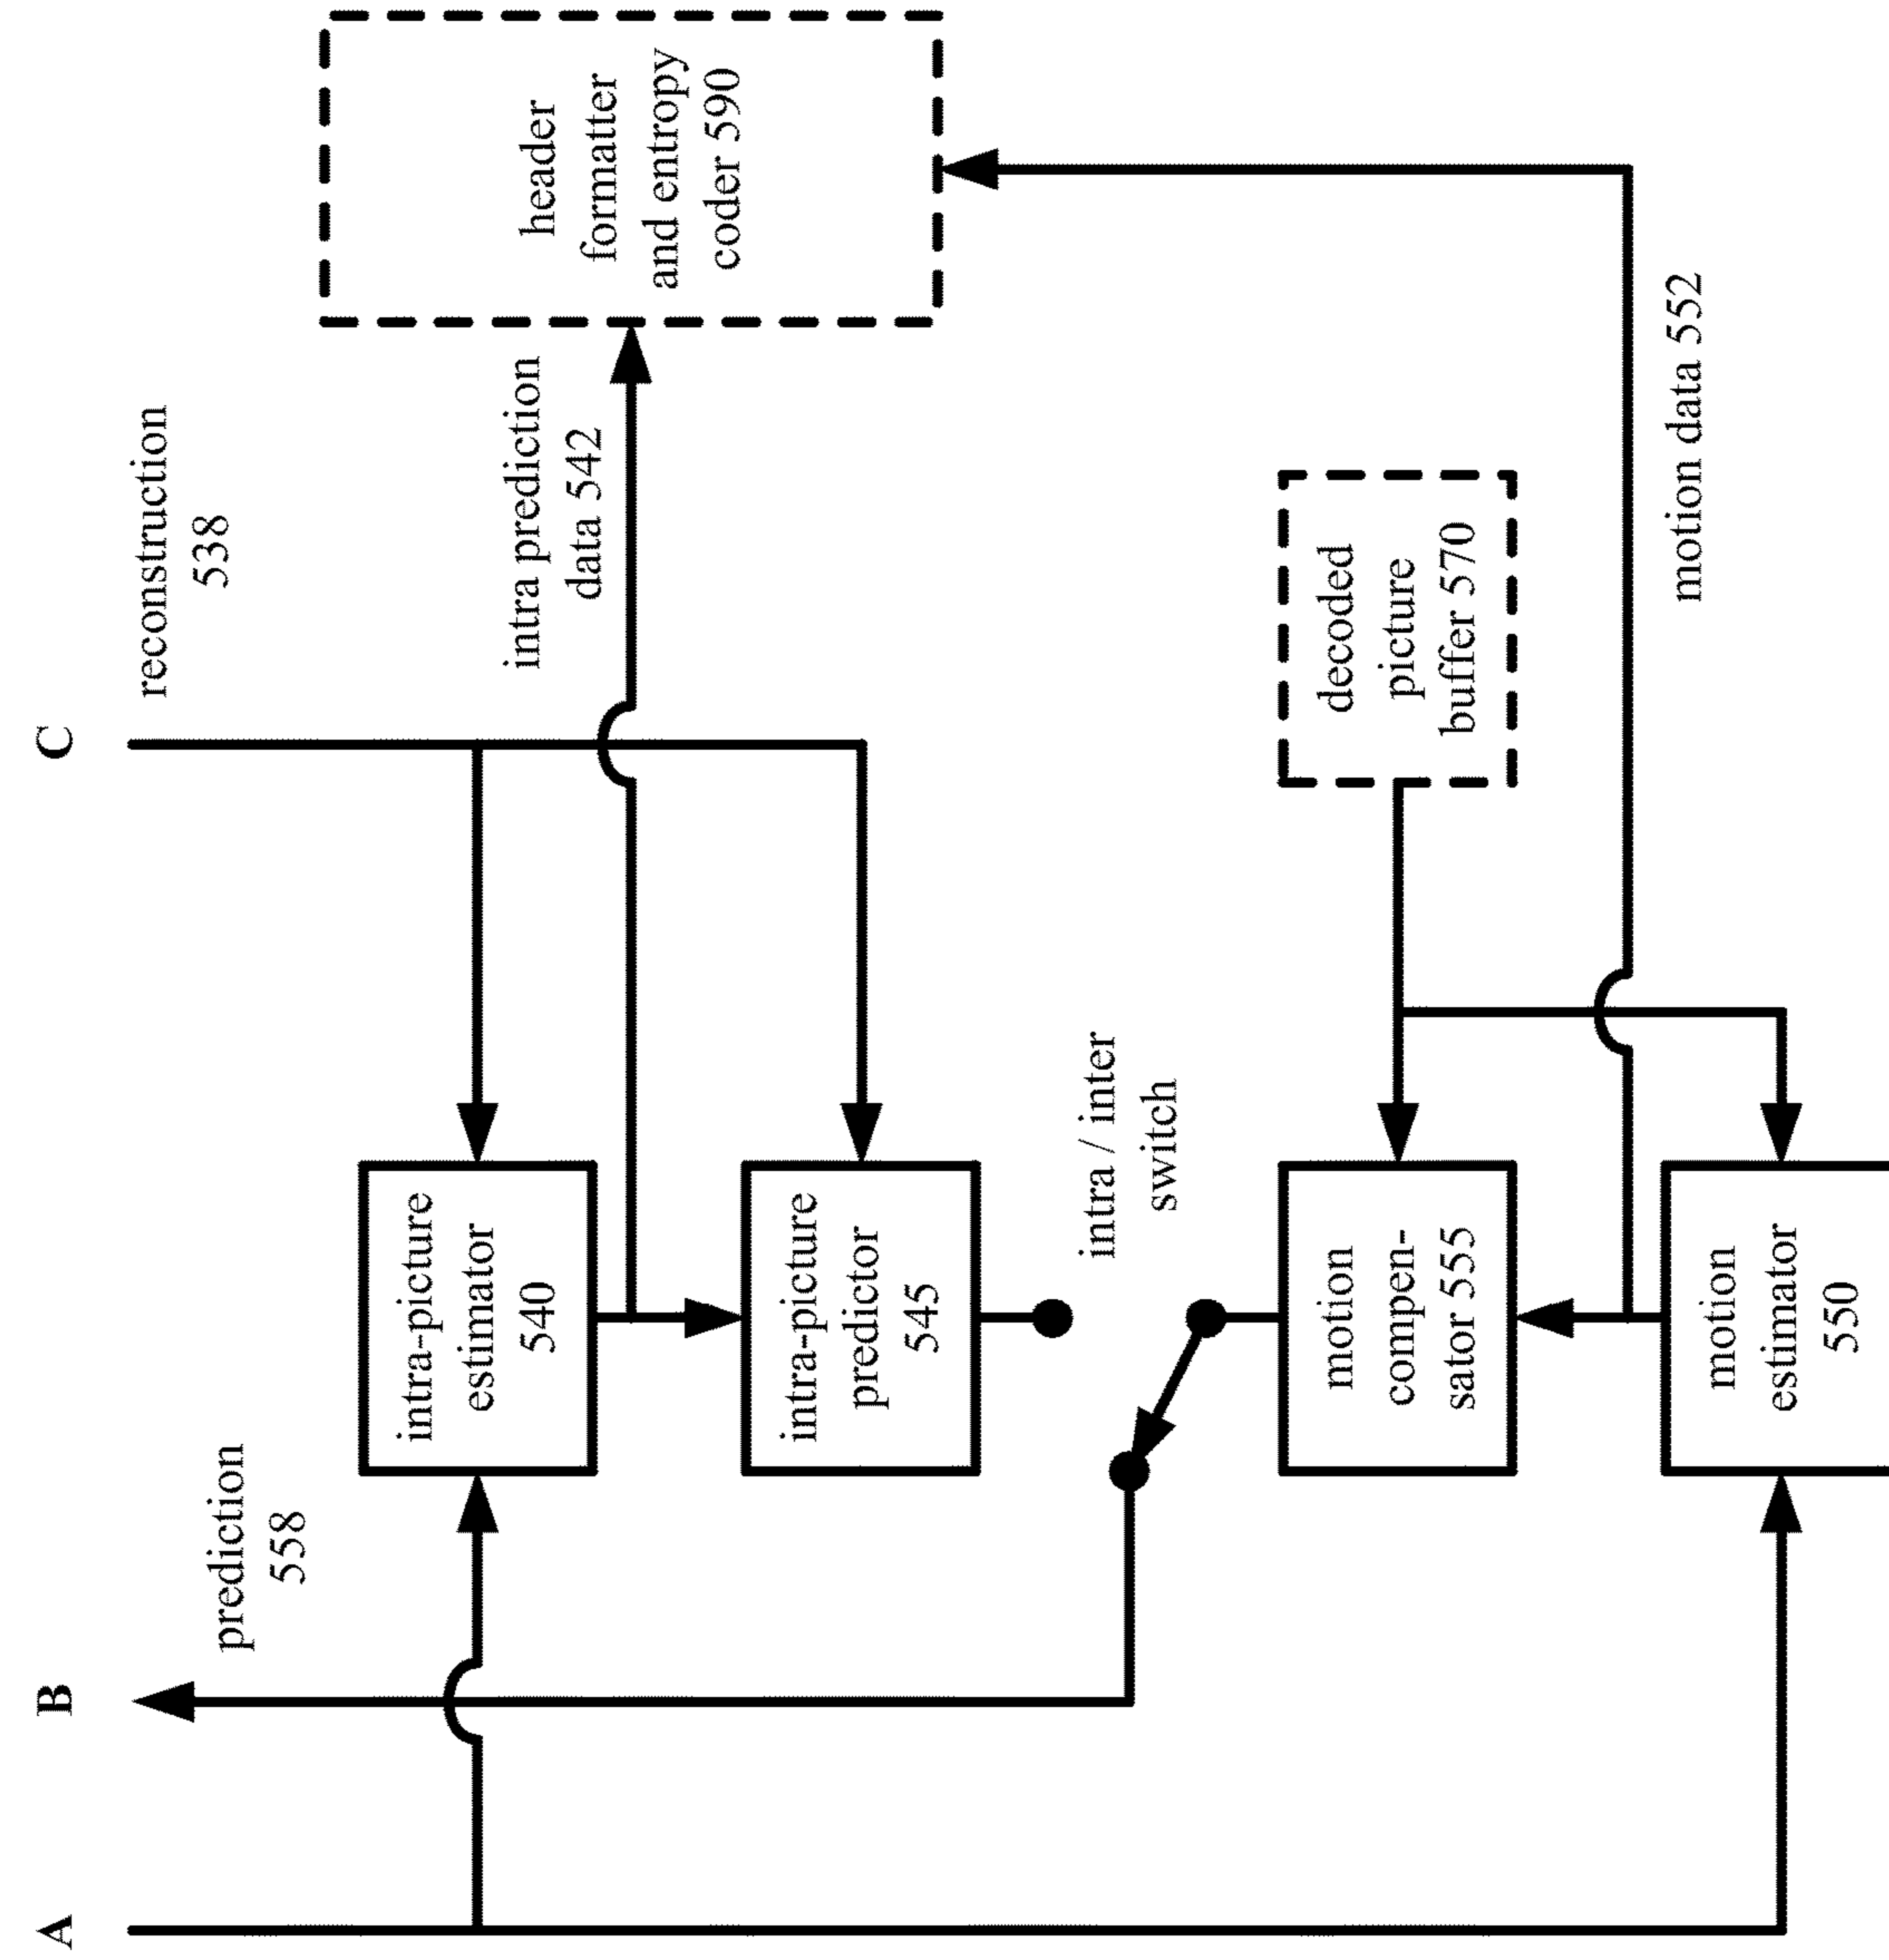 A
B
C
prediction
558
reconstruction
538
intra-picture
estimator
540
intra prediction
data 542
header
formatter
and entropy
coder 590
intra-picture
predictor
545
intra / inter
switch
motion
compen-
sator 555
decoded
picture
buffer 570
motion
estimator
550
motion data 552